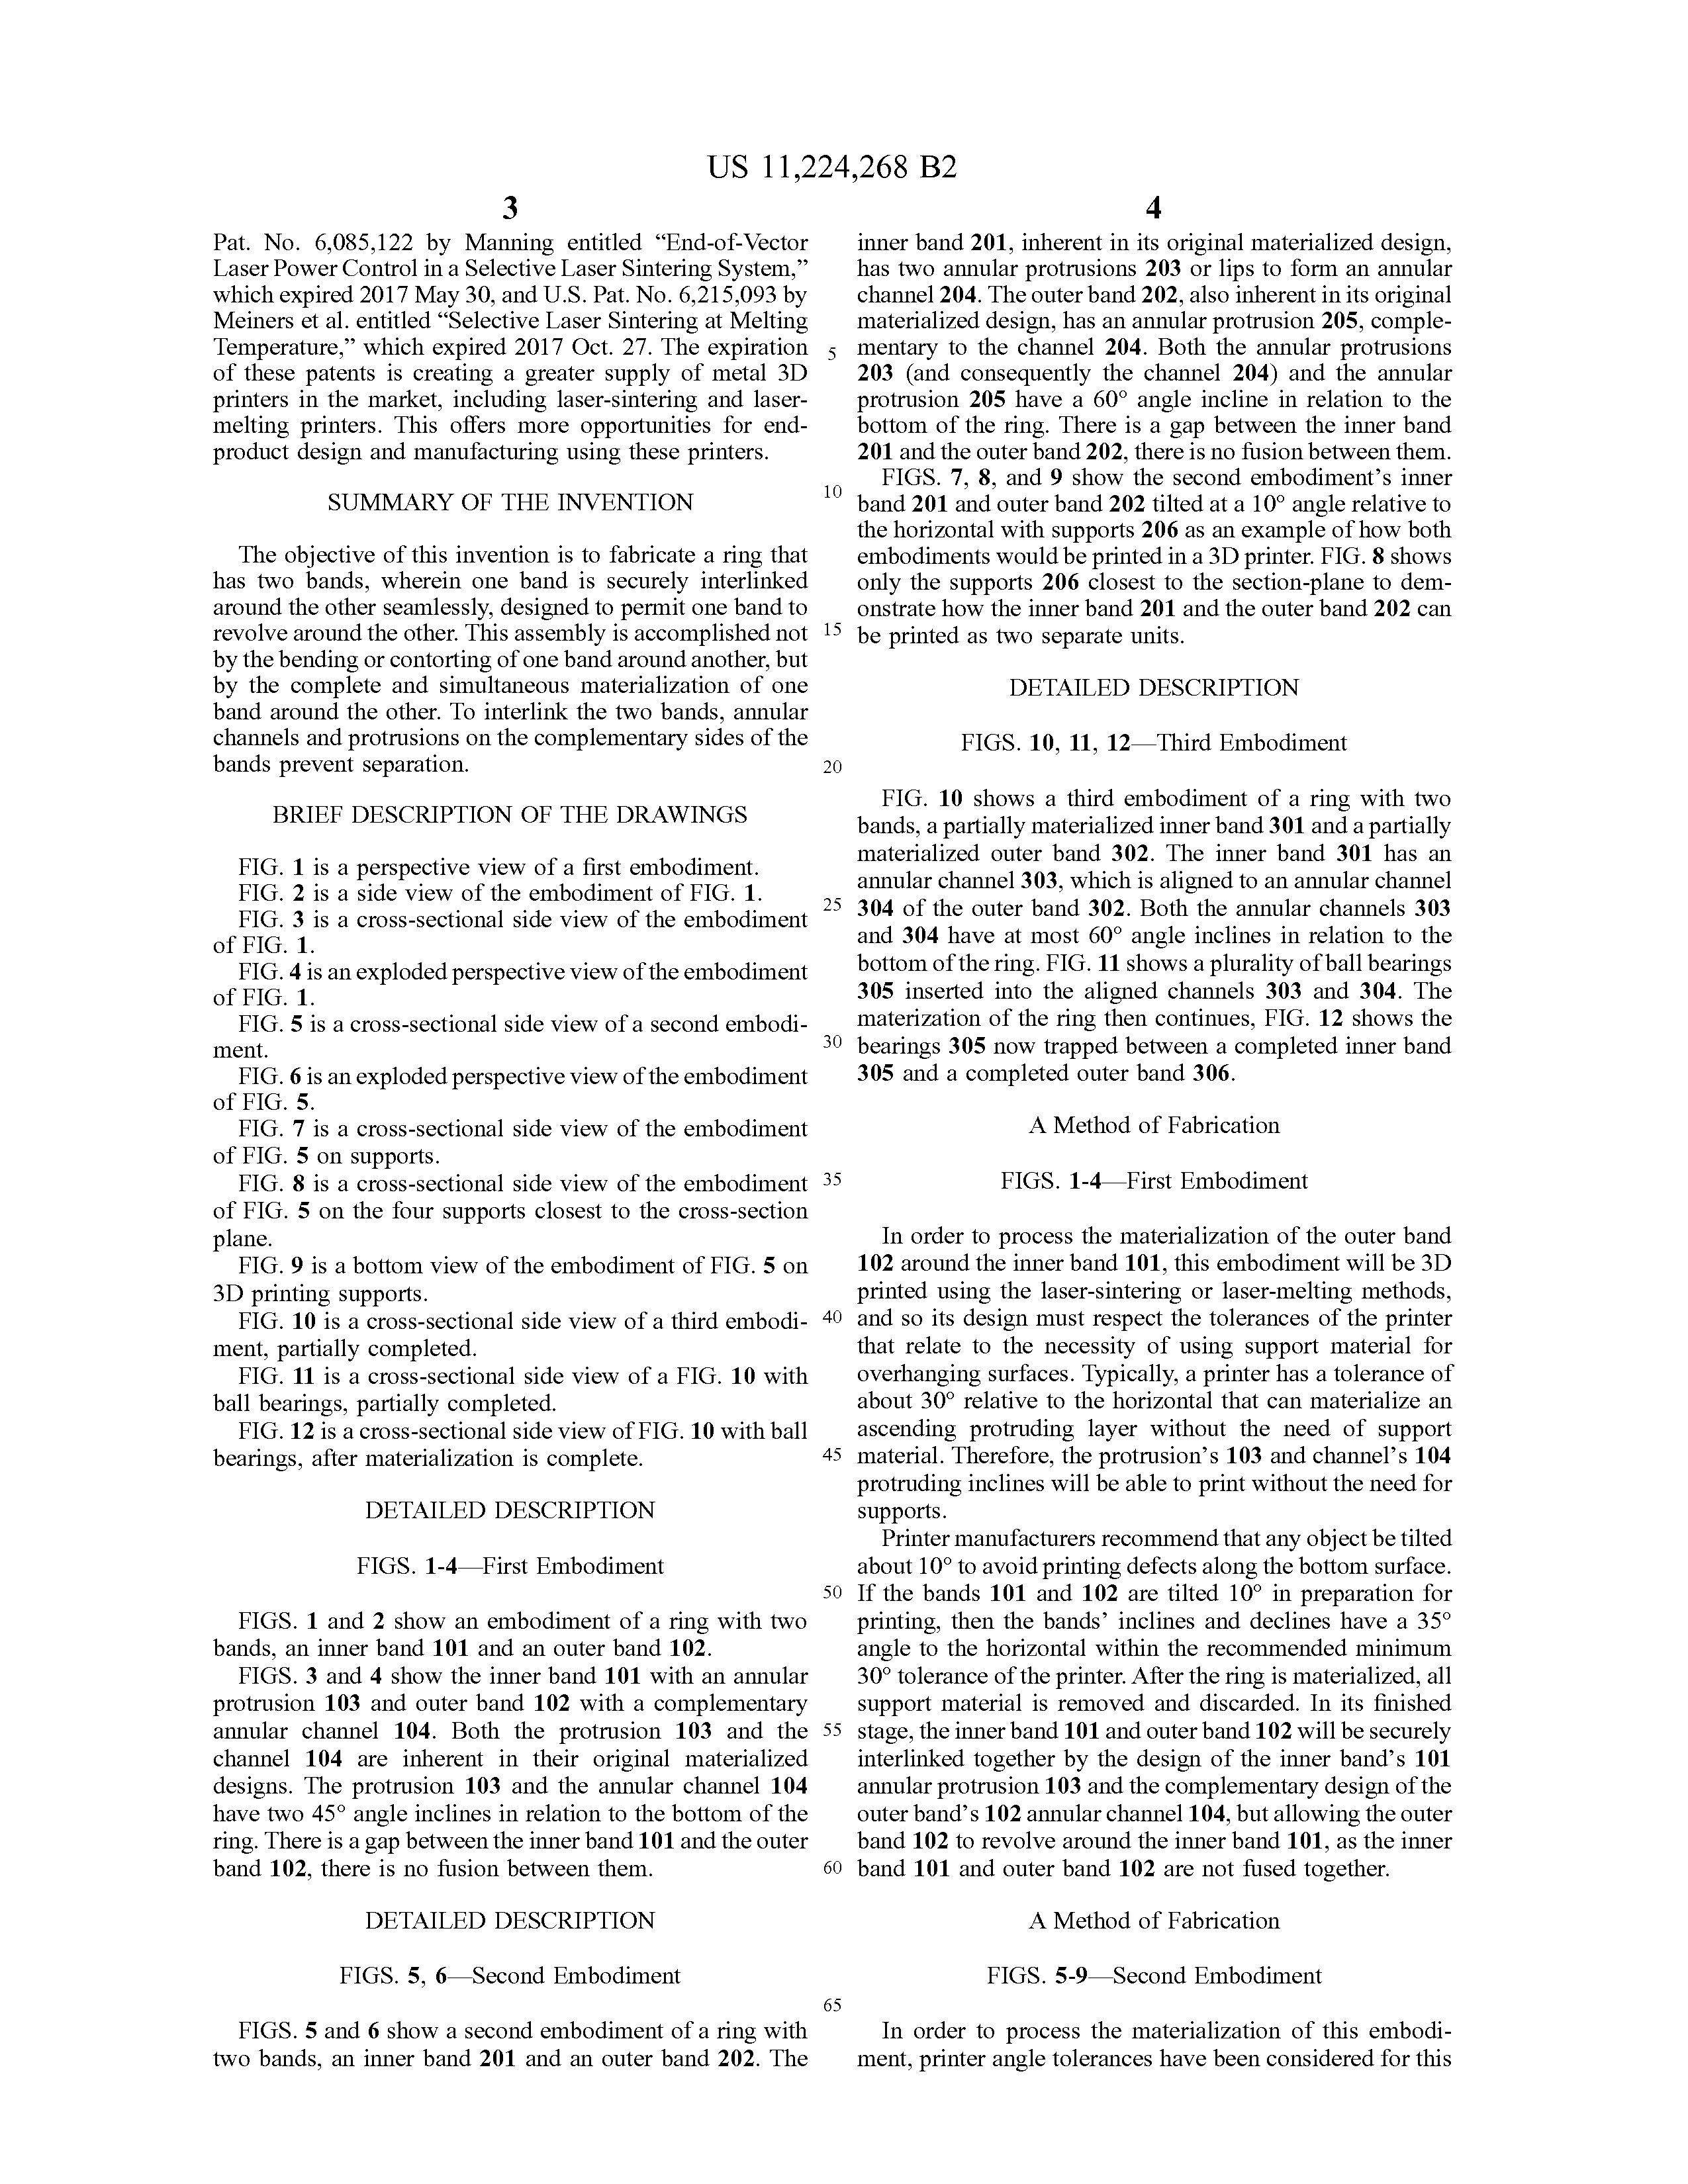 US 11,224,268 B2
3
Pat. No. 6,085,122 by Manning entitled “End-of-Vector
Laser Power Control in a Selective Laser Sintering System,”
which expired 2017 May 30, and U.S. Pat. No. 6,215,093 by
Meiners et al. entitled “Selective Laser Sintering at Melting
Temperature,” which expired 2017 Oct. 27. The expiration
of these patents is creating a greater supply of metal 3D
printers in the market, including laser-sintering and laser-
melting printers. This offers more opportunities for end-
product design and manufacturing using these printers.
SUMMARY OF THE INVENTION
The objective of this invention is to fabricate a ring that
has two bands, wherein one band is securely interlinked
around the other seamlessly, designed to permit one band to
revolve around the other. This assembly is accomplished not
by the bending or contorting of one band around another, but
by the complete and simultaneous materialization of one
band around the other. To interlink the two bands, annular
channels and protrusions on the complementary sides of the
bands prevent separation.
BRIEF DESCRIPTION OF THE DRAWINGS
FIG. 1 is a perspective view of a first embodiment.
FIG. 2 is a side view of the embodiment of FIG. 1.
FIG. 3 is a cross-sectional side view of the embodiment
of FIG. 1.
FIG. 4 is an exploded perspective view of the embodiment
of FIG. 1.
FIG. 5 is a cross-sectional side view of a second embodi-
ment.
FIG. 6 is an exploded perspective view of the embodiment
of FIG. 5.
FIG. 7 is a cross-sectional side view of the embodiment
of FIG. 5 on supports.
FIG. 8 is a cross-sectional side view of the embodiment
of FIG. 5 on the four supports closest to the cross-section
plane.
FIG. 9 is a bottom view of the embodiment of FIG. 5 on
3D printing supports.
FIG. 10 is a cross-sectional side view of a third embodi-
ment, partially completed.
FIG. 11 is a cross-sectional side view of a FIG. 10 with
ball bearings, partially completed.
FIG. 12 is a cross-sectional side view of FIG. 10 with ball
bearings, after materialization is complete.
DETAILED DESCRIPTION
FIGS. 1-4—First Embodiment
FIGS. 1 and 2 show an embodiment of a ring with two
bands, an inner band 101 and an outer band 102.
FIGS. 3 and 4 show the inner band 101 with an annular
protrusion 103 and outer band 102 with a complementary
annular channel 104. Both the protrusion 103 and the
channel 104 are inherent in their original materialized
designs. The protrusion 103 and the annular channel 104
have two 45° angle inclines in relation to the bottom of the
ring. There is a gap between the inner band 101 and the outer
band 102, there is no fusion between them.
DETAILED DESCRIPTION
FIGS. 5, 6—Second Embodiment
FIGS. 5 and 6 show a second embodiment of a ring with
two bands, an inner band 201 and an outer band 202. The
5
10
15
20
25
30
35
40
45
50
55
60
65
4
inner band 201, inherent in its original materialized design,
has two annular protrusions 203 or lips to form an annular
channel 204. The outer band 202, also inherent in its original
materialized design, has an annular protrusion 205, comple-
mentary to the channel 204. Both the annular protrusions
203 (and consequently the channel 204) and the annular
protrusion 205 have a 60° angle incline in relation to the
bottom of the ring. There is a gap between the inner band
201 and the outer band 202, there is no fusion between them.
FIGS. 7, 8, and 9 show the second embodiment’s inner
band 201 and outer band 202 tilted at a 10° angle relative to
the horizontal with supports 206 as an example of how both
embodiments would be printed in a 3D printer. FIG. 8 shows
only the supports 206 closest to the section-plane to dem-
onstrate how the inner band 201 and the outer band 202 can
be printed as two separate units.
DETAILED DESCRIPTION
FIGS. 10, 11, 12—Third Embodiment
FIG. 10 shows a third embodiment of a ring with two
bands, a partially materialized inner band 301 and a partially
materialized outer band 302. The inner band 301 has an
annular channel 303, which is aligned to an annular channel
304 of the outer band 302. Both the annular channels 303
and 304 have at most 60° angle inclines in relation to the
bottom of the ring. FIG. 11 shows a plurality of ball bearings
305 inserted into the aligned channels 303 and 304. The
materization of the ring then continues, FIG. 12 shows the
bearings 305 now trapped between a completed inner band
305 and a completed outer band 306.
A Method of Fabrication
FIGS. 1-4—First Embodiment
In order to process the materialization of the outer band
102 around the inner band 101, this embodiment will be 3D
printed using the laser-sintering or laser-melting methods,
and so its design must respect the tolerances of the printer
that relate to the necessity of using support material for
overhanging surfaces. Typically, a printer has a tolerance of
about 30° relative to the horizontal that can materialize an
ascending protruding layer without the need of support
material. Therefore, the protrusion’s 103 and channel’s 104
protruding inclines will be able to print without the need for
supports.
Printer manufacturers recommend that any object be tilted
about 10° to avoid printing defects along the bottom surface.
If the bands 101 and 102 are tilted 10° in preparation for
printing, then the bands’ inclines and declines have a 35°
angle to the horizontal within the recommended minimum
30° tolerance of the printer. After the ring is materialized, all
support material is removed and discarded. In its finished
stage, the inner band 101 and outer band 102 will be securely
interlinked together by the design of the inner band’s 101
annular protrusion 103 and the complementary design of the
outer band’s 102 annular channel 104, but allowing the outer
band 102 to revolve around the inner band 101, as the inner
band 101 and outer band 102 are not fused together.
A Method of Fabrication
FIGS. 5-9—Second Embodiment
In order to process the materialization of this embodi-
ment, printer angle tolerances have been considered for this